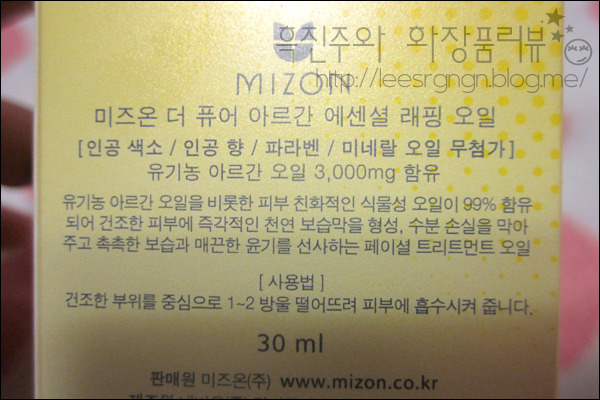 흑진주와 화장품리뷰
MIZON
http://leesrgngn.blog.me/
미즈온 더 퓨어 아르간 에센셜 래핑 오일
[인공 색소 / 인공 향 / 파라벤 / 미네랄 오일 무첨가]
유기농 아르간 오일 3,000mg 함유
유기농 아르간 오일을 비롯한 피부 친화적인 식물성 오일이 99% 함유
되어 건조한 피부에 즉각적인 천연 보습막을 형성, 수분 손실을 막아
주고 촉촉한 보습과 매끈한 윤기를 선사하는 페이셜 트리트먼트 오일
[ 사용법 ]
건조한 부위를 중심으로 1~2 방울 떨어뜨려 피부에 흡수시켜 줍니다.
30 ml
판매원 미즈온(주) www.mizon.co.kr